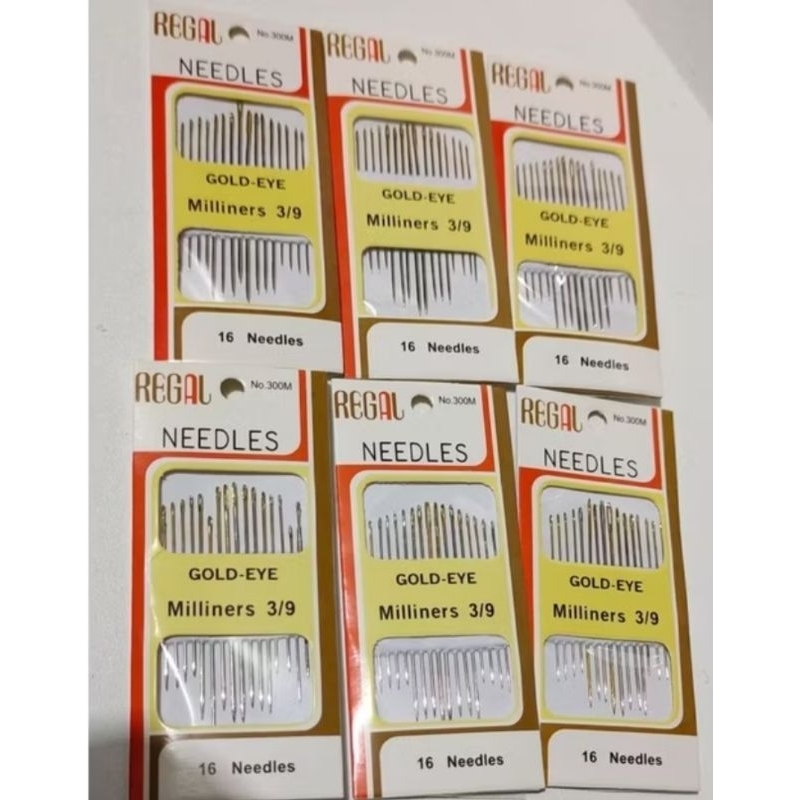 REGAL No.300M
NEEDLES
GOLD-EYE
Milliners 3/9
16 Needles
REGAL No.300M
NEEDLES
GOLD-EYE
Milliners 3/9
16 Needles
REGAL No.300M
NEEDLES
GOLD-EYE
Milliners 3/9
16 Needles
REGAL No.300M
NEEDLES
GOLD-EYE
Milliners 3/9
16 Needles
REGAL No.300M
NEEDLES
GOLD-EYE
Milliners 3/9
16 Needles
REGAL No.300M
NEEDLES
GOLD-EYE
Milliners 3/9
16 Needles